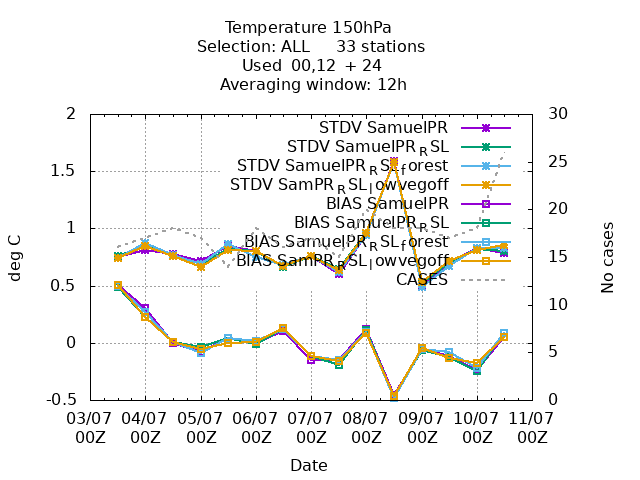 Temperature 150hPa
Selection: ALL 33 stations
Used 00,12 + 24
Averaging window: 12h
2
1.5
1
0.5
0
-0.5
deg C
30
25
20
15
10
5
0
No cases
STDV SamuelPR
STDV SamuelPR_RSL
STDV SamuelPR_RSL_forest
STDV SamPR_RSL_lowvegoff
BIAS SamuelPR
BIAS SamuelPR_RSL
BIAS SamuelPR_RSL_forest
BIAS SamPR_RSL_lowvegoff
CASES
03/07 04/07 05/07 06/07 07/07 08/07 09/07 10/07 11/07
00Z 00Z 00Z 00Z 00Z 00Z 00Z 00Z 00Z
Date